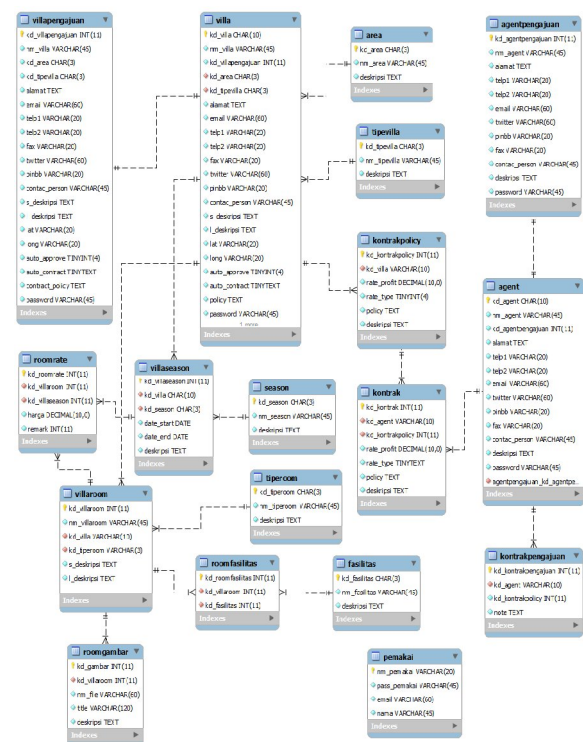 villapengajuan
kd_villapengajuan INT(11)
nm_villa VARCHAR(45)
cd_area CHAR(3)
cd_tipevilla CHAR(3)
alamat TEXT
emai VARCHAR(60)
telp1 VARCHAR(20)
telp2 VARCHAR(20)
fax VARCHAR(20)
twitter VARCHAR(60)
pinbb VARCHAR(20)
contac_person VARCHAR(45)
s_deskripsi TEXT
_deskripsi TEXT
at VARCHAR(20)
ong VARCHAR(20)
auto_approve TINYINT(4)
auto_contract TINYTEXT
contract_policy TEXT
password VARCHAR(45)
Indexes
villa
kd_villa CHAR(10)
nm_villa VARCHAR(45)
kd_villapengajuan INT(11)
kd_area CHAR(3)
kd_tipevilla CHAR(3)
alamat TEXT
email VARCHAR(60)
telp1 VARCHAR(20)
telp2 VARCHAR(20)
fax VARCHAR(20)
twitter VARCHAR(60)
pinbb VARCHAR(20)
contac_person VARCHAR(45)
s_deskripsi TEXT
l_deskripsi TEXT
lat VARCHAR(20)
long VARCHAR(20)
auto_approve TINYINT(4)
auto_contract TINYTEXT
policy TEXT
password VARCHAR(45)
1 more
Indexes
area
kd_area CHAR(3)
nm_area VARCHAR(45)
deskripsi TEXT
Indexes
tipevilla
kd_tipevilla CHAR(3)
nm_tipevilla VARCHAR(45)
deskripsi TEXT
Indexes
agentpengajuan
kd_agentpengajuan INT(11)
nm_agent VARCHAR(45)
alamat TEXT
telp1 VARCHAR(20)
telp2 VARCHAR(20)
email VARCHAR(60)
twitter VARCHAR(60)
pinbb VARCHAR(20)
fax VARCHAR(20)
contac_person VARCHAR(45)
deskripsi TEXT
password VARCHAR(45)
Indexes
kontrakpolicy
kd_kontrakpolicy INT(11)
kd_villa VARCHAR(10)
rate_profit DECIMAL(10,0)
rate_type TINYINT(4)
policy TEXT
deskripsi TEXT
Indexes
agent
kd_agent CHAR(10)
nm_agent VARCHAR(45)
kd_agentpengajuan INT(11)
alamat TEXT
telp1 VARCHAR(20)
telp2 VARCHAR(20)
email VARCHAR(60)
twitter VARCHAR(60)
pinbb VARCHAR(20)
fax VARCHAR(20)
contac_person VARCHAR(45)
deskripsi TEXT
password VARCHAR(45)
agentpengajuan_kd_agentpe...
Indexes
roomrate
kd_roomrate INT(11)
kd_villaroom INT(11)
kd_villaseason INT(11)
harga DECIMAL(10,0)
remark INT(11)
Indexes
villaseason
kd_villaseason INT(11)
kd_villa CHAR(10)
kd_season CHAR(3)
date_start DATE
date_end DATE
deskripsi TEXT
Indexes
season
kd_season CHAR(3)
nm_season VARCHAR(45)
deskripsi TEXT
Indexes
kontrak
kd_kontrak INT(11)
kd_agent VARCHAR(10)
kd_kontrakpolicy INT(11)
rate_profit DECIMAL(10,0)
rate_type TINYTEXT
policy TEXT
deskripsi TEXT
Indexes
villaroom
kd_villaroom INT(11)
nm_villaroom VARCHAR(45)
kd_villa VARCHAR(10)
kd_tiperoom VARCHAR(3)
s_deskripsi TEXT
l_deskripsi TEXT
Indexes
tiperoom
kd_tiperoom CHAR(3)
nm_tiperoom VARCHAR(45)
deskripsi TEXT
Indexes
roomfasilitas
kd_roomfasilitas INT(11)
kd_villaroom INT(11)
kd_fasilitas INT(11)
Indexes
fasilitas
kd_fasilitas CHAR(3)
nm_fasilitas VARCHAR(45)
deskripsi TEXT
Indexes
kontrakpengajuan
kd_kontrakpengajuan INT(11)
kd_agent VARCHAR(10)
kd_kontrakpolicy INT(11)
note TEXT
Indexes
roomgambar
kd_gambar INT(11)
kd_villaroom INT(11)
nm_file VARCHAR(60)
title VARCHAR(120)
deskripsi TEXT
Indexes
pemakai
nm_pemakai VARCHAR(20)
pass_pemakai VARCHAR(45)
email VARCHAR(60)
nama VARCHAR(45)
Indexes